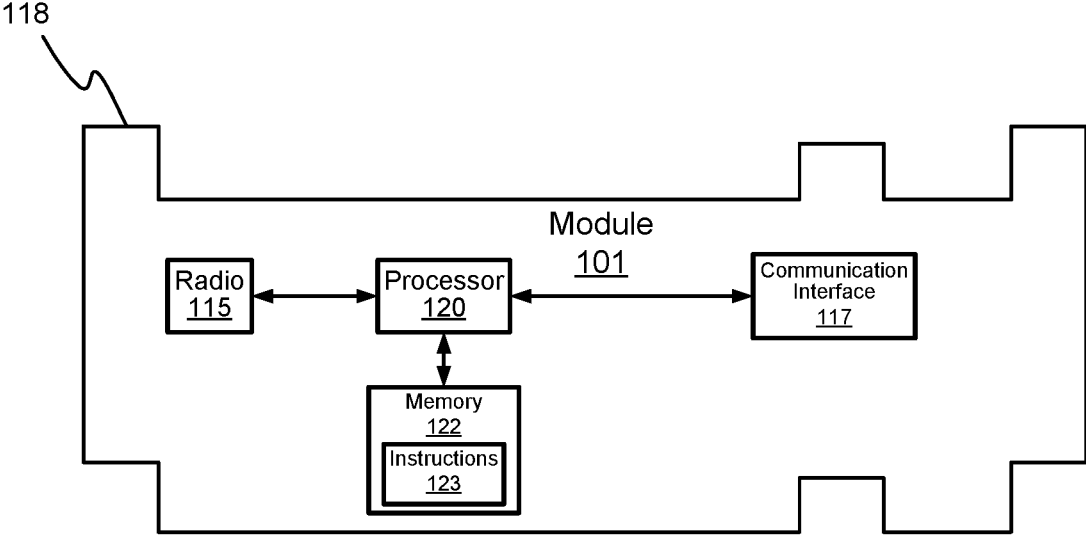 118
Module
101
Radio
115
Processor
120
Communication
Interface
117
Memory
122
Instructions
123